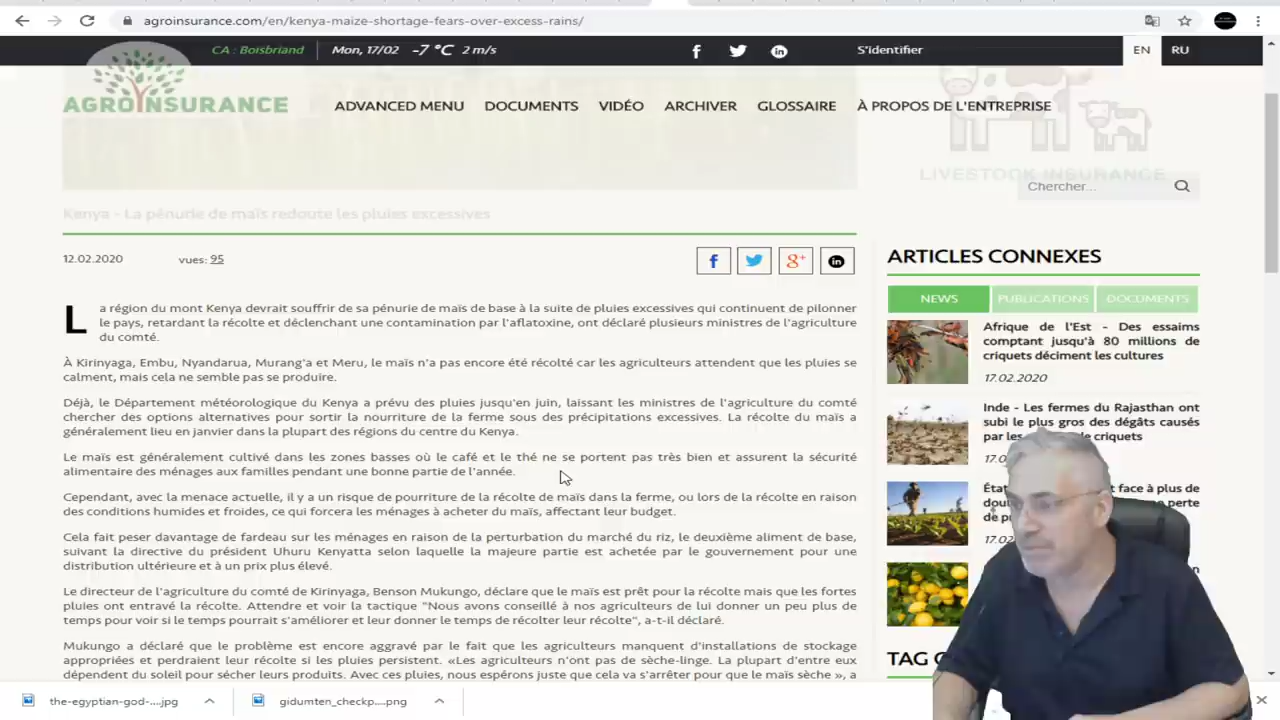 agroinsurance.com/en/kenya-maize-shortage-fears-over-excess-rains/
CA : Boisbriand
Mon, 17/02
-7 °C 2 m/s
S'identifier
EN
RU
AGROINSURANCE
ADVANCED MENU
DOCUMENTS
VIDÉO
ARCHIVER
GLOSSAIRE
À PROPOS DE L'ENTREPRISE
LIVESTOCK INSURANCE
Chercher...
Kenya - La pénutie de maïs redoute les pluies excessives
12.02.2020
vues: 95
La région du mont Kenya devrait souffrir de sa pénurie de maïs de base à la suite de pluies excessives qui continuent de pilonner
le pays, retardant la récolte et déclenchant une contamination par l'aflatoxine, ont déclaré plusieurs ministres de l'agriculture
du comté.
À Kirinyaga, Embu, Nyandarua, Murang'a et Meru, le maïs n'a pas encore été récolté car les agriculteurs attendent que les pluies se
calment, mais cela ne semble pas se produire.
Déjà, le Département météorologique du Kenya a prévu des pluies jusqu'en juin, laissant les ministres de l'agriculture du comté
chercher des options alternatives pour sortir la nourriture de la ferme sous des précipitations excessives. La récolte du maïs a
généralement lieu en janvier dans la plupart des régions du centre du Kenya.
Le maïs est généralement cultivé dans les zones basses où le café et le thé ne se portent pas très bien et assurent la sécurité
alimentaire des ménages aux familles pendant une bonne partie de l'année.
Cependant, avec la menace actuelle, il y a un risque de pourriture de la récolte de maïs dans la ferme, ou lors de la récolte en raison
des conditions humides et froides, ce qui forcera les ménages à acheter du maïs, affectant leur budget.
Cela fait peser davantage de fardeau sur les ménages en raison de la perturbation du marché du riz, le deuxième aliment de base,
suivant la directive du président Uhuru Kenyatta selon laquelle la majeure partie est achetée par le gouvernement pour une
distribution ultérieure et à un prix plus élevé.
Le directeur de l'agriculture du comté de Kirinyaga, Benson Mukungo, déclare que le maïs est prêt pour la récolte mais que les fortes
pluies ont entravé la récolte. Attendre et voir la tactique "Nous avons conseillé à nos agriculteurs de lui donner un peu plus de
temps pour voir si le temps pourrait s'améliorer et leur donner le temps de récolter leur récolte", a-t-il déclaré.
Mukungo a déclaré que le problème est encore aggravé par le fait que les agriculteurs manquent d'installations de stockage
appropriées et perdraient leur récolte si les pluies persistent. «Les agriculteurs n'ont pas de sèche-linge. La plupart d'entre eux
dépendent du soleil pour sécher leurs produits. Avec ces pluies, nous espérons juste que cela va s'arrêter pour que le maïs sèche », a
ARTICLES CONNEXES
NEWS
PUBLICATIONS
DOCUMENTS
Afrique de l'Est - Des essaims
comptant jusqu'à 80 millions de
criquets déciment les cultures
17.02.2020
Inde - Les fermes du Rajasthan ont
subi le plus gros des dégâts causés
par les de criquets
face à plus de
perte
17.02
TAG
the-egyptian-god-....jpg
gidumten_checkp....png